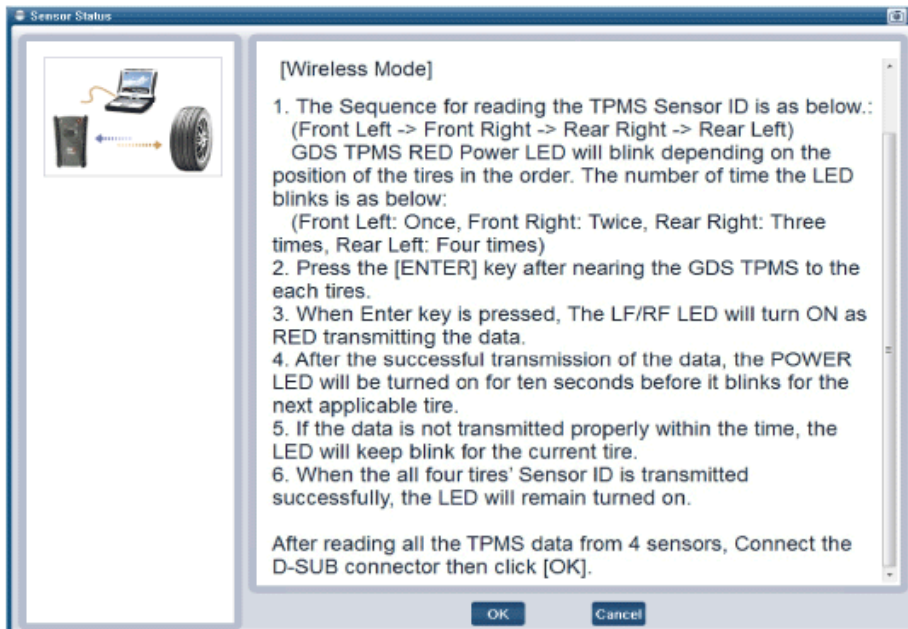 Sensor Status
[Wireless Mode]
1. The Sequence for reading the TPMS Sensor ID is as below.:
(Front Left -> Front Right -> Rear Right -> Rear Left)
GDS TPMS RED Power LED will blink depending on the
position of the tires in the order. The number of time the LED
blinks is as below:
(Front Left: Once, Front Right: Twice, Rear Right: Three
times, Rear Left: Four times)
2. Press the [ENTER] key after nearing the GDS TPMS to the
each tires.
3. When Enter key is pressed, The LF/RF LED will turn ON as
RED transmitting the data.
4. After the successful transmission of the data, the POWER
LED will be turned on for ten seconds before it blinks for the
next applicable tire.
5. If the data is not transmitted properly within the time, the
LED will keep blink for the current tire.
6. When the all four tires' Sensor ID is transmitted
successfully, the LED will remain turned on.
After reading all the TPMS data from 4 sensors, Connect the
D-SUB connector then click [OK].
OK
Cancel